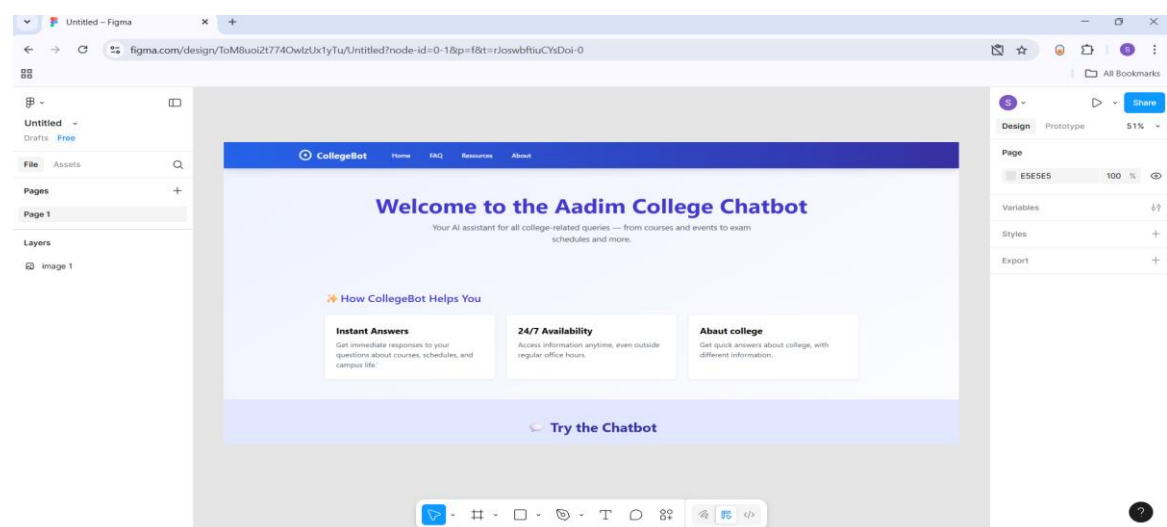 Untitled – Figma
figma.com/design/ToM8uoi2t774OwlzUx1yTu/Untitled?node-id=0-1&p=f&t=rJoswbftiuCYsDoi-0
S
All Bookmarks
Untitled
Drafts Free
File Assets
Pages
Page 1
Layers
image 1
CollegeBot Home FAQ Resources About
Welcome to the Aadim College Chatbot
Your AI assistant for all college-related queries — from courses and events to exam
schedules and more.
✨ How CollegeBot Helps You
Instant Answers
Get immediate responses to your
questions about courses, schedules, and
campus life.'
24/7 Availability
Access information anytime, even outside
regular office hours.
Abaut college
Get quick answers about college, with
different information.
💬 Try the Chatbot
S
Share
Design Prototype 51%
Page
E5E5E5 100 %
Variables
Styles
Export
?